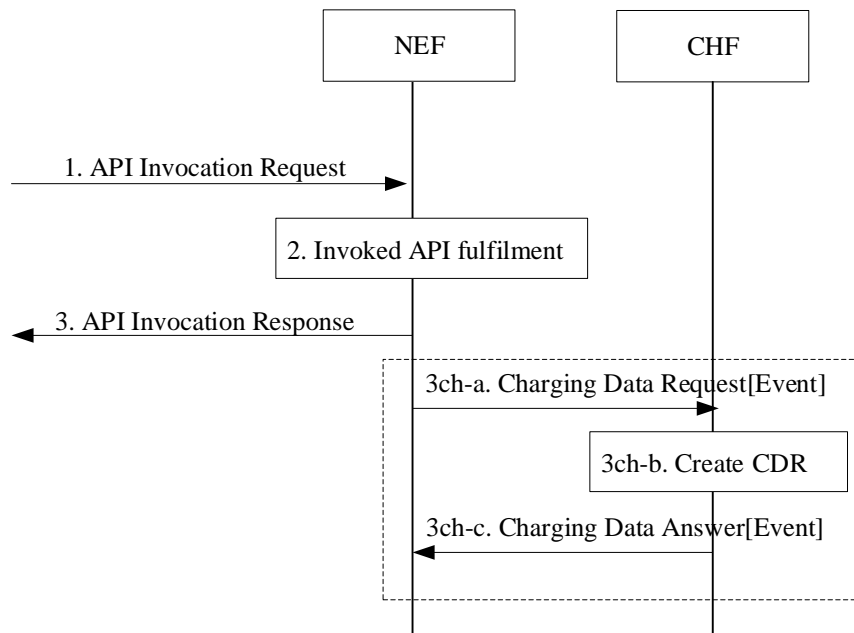 NEF
CHF
1. API Invocation Request
2. Invoked API fulfilment
3. API Invocation Response
3ch-a. Charging Data Request[Event]
3ch-b. Create CDR
3ch-c. Charging Data Answer[Event]